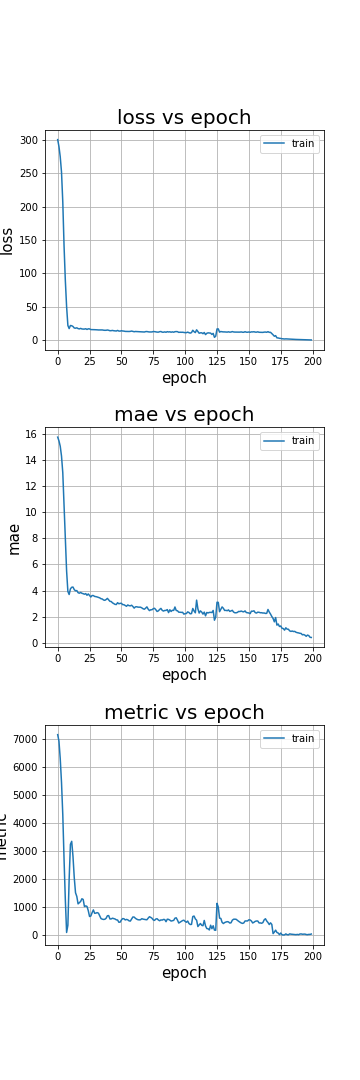 loss vs epoch
300
250
200
150
100
50
0
loss
train
0 25 50 75 100 125 150 175 200
epoch
mae vs epoch
16
14
12
10
8
6
4
2
0
mae
train
0 25 50 75 100 125 150 175 200
epoch
metric vs epoch
7000
6000
5000
4000
3000
2000
1000
0
metric
train
0 25 50 75 100 125 150 175 200
epoch